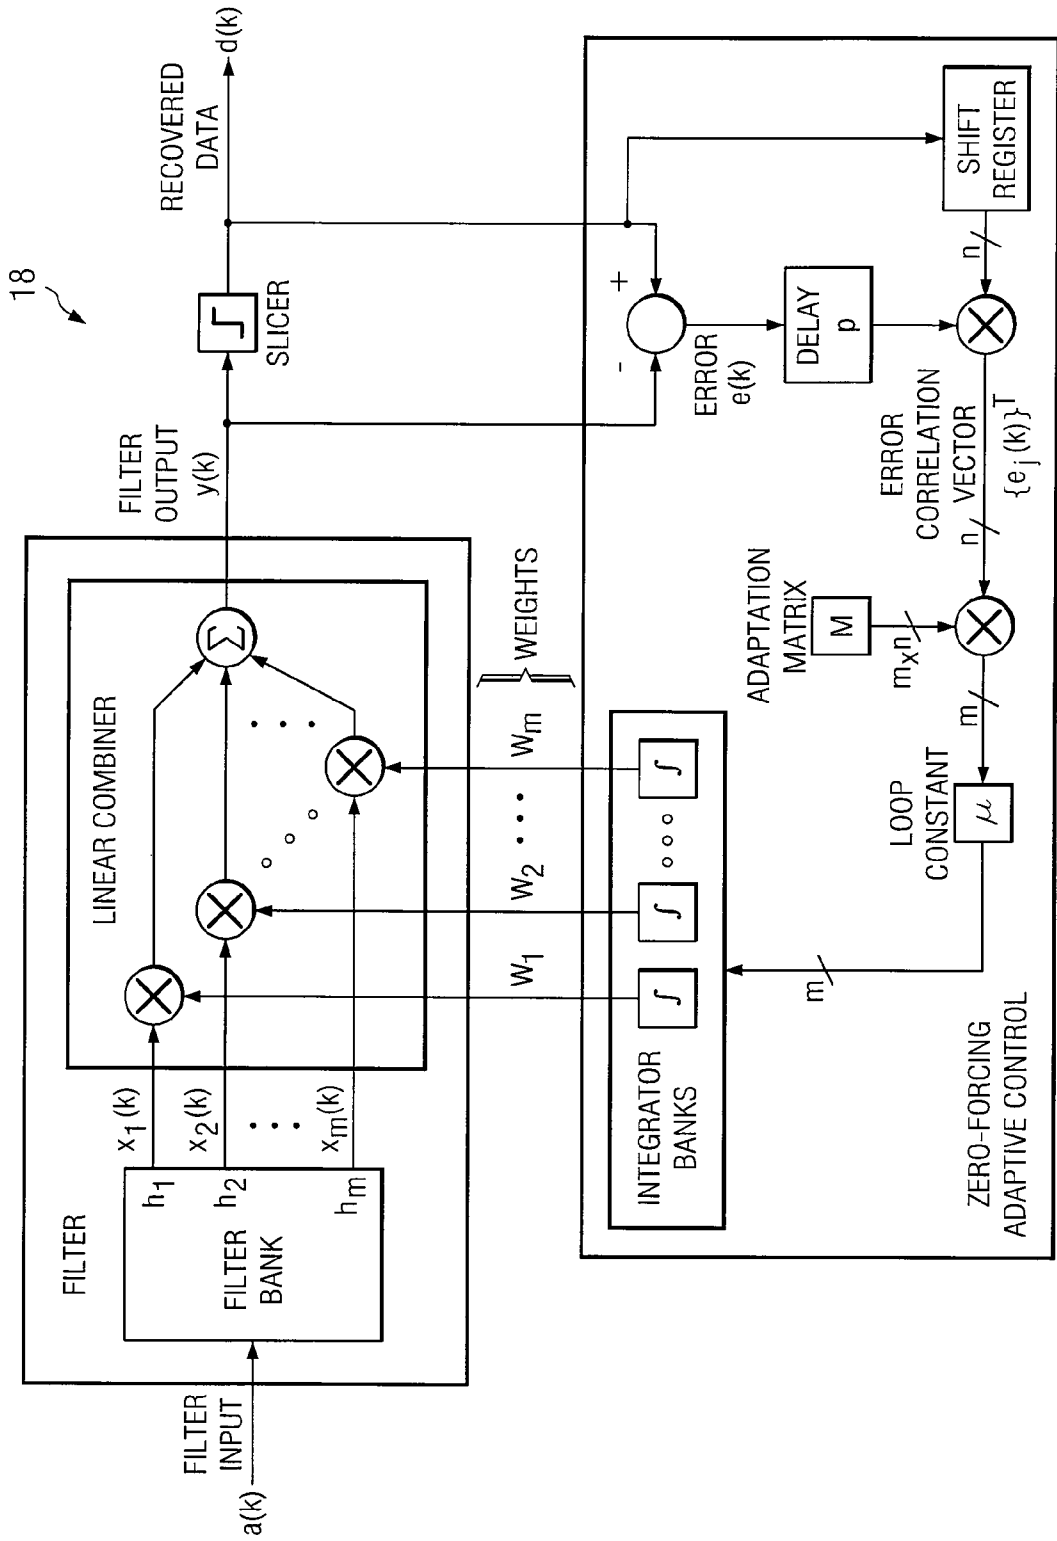 18
FILTER
INPUT
a(k)
FILTER
FILTER
BANK
h1
h2
hm
x1(k)
x2(k)
xm(k)
LINEAR COMBINER
Σ
FILTER
OUTPUT
y(k)
SLICER
RECOVERED
DATA
d(k)
W1
W2
Wm
WEIGHTS
INTEGRATOR
BANKS
∫
∫
∫
ZERO-FORCING
ADAPTIVE CONTROL
m
LOOP
CONSTANT
μ
m
ADAPTATION
MATRIX
M
mxn
n
ERROR
CORRELATION
VECTOR
{ej(k)}T
ERROR
e(k)
-
+
DELAY
p
n
SHIFT
REGISTER